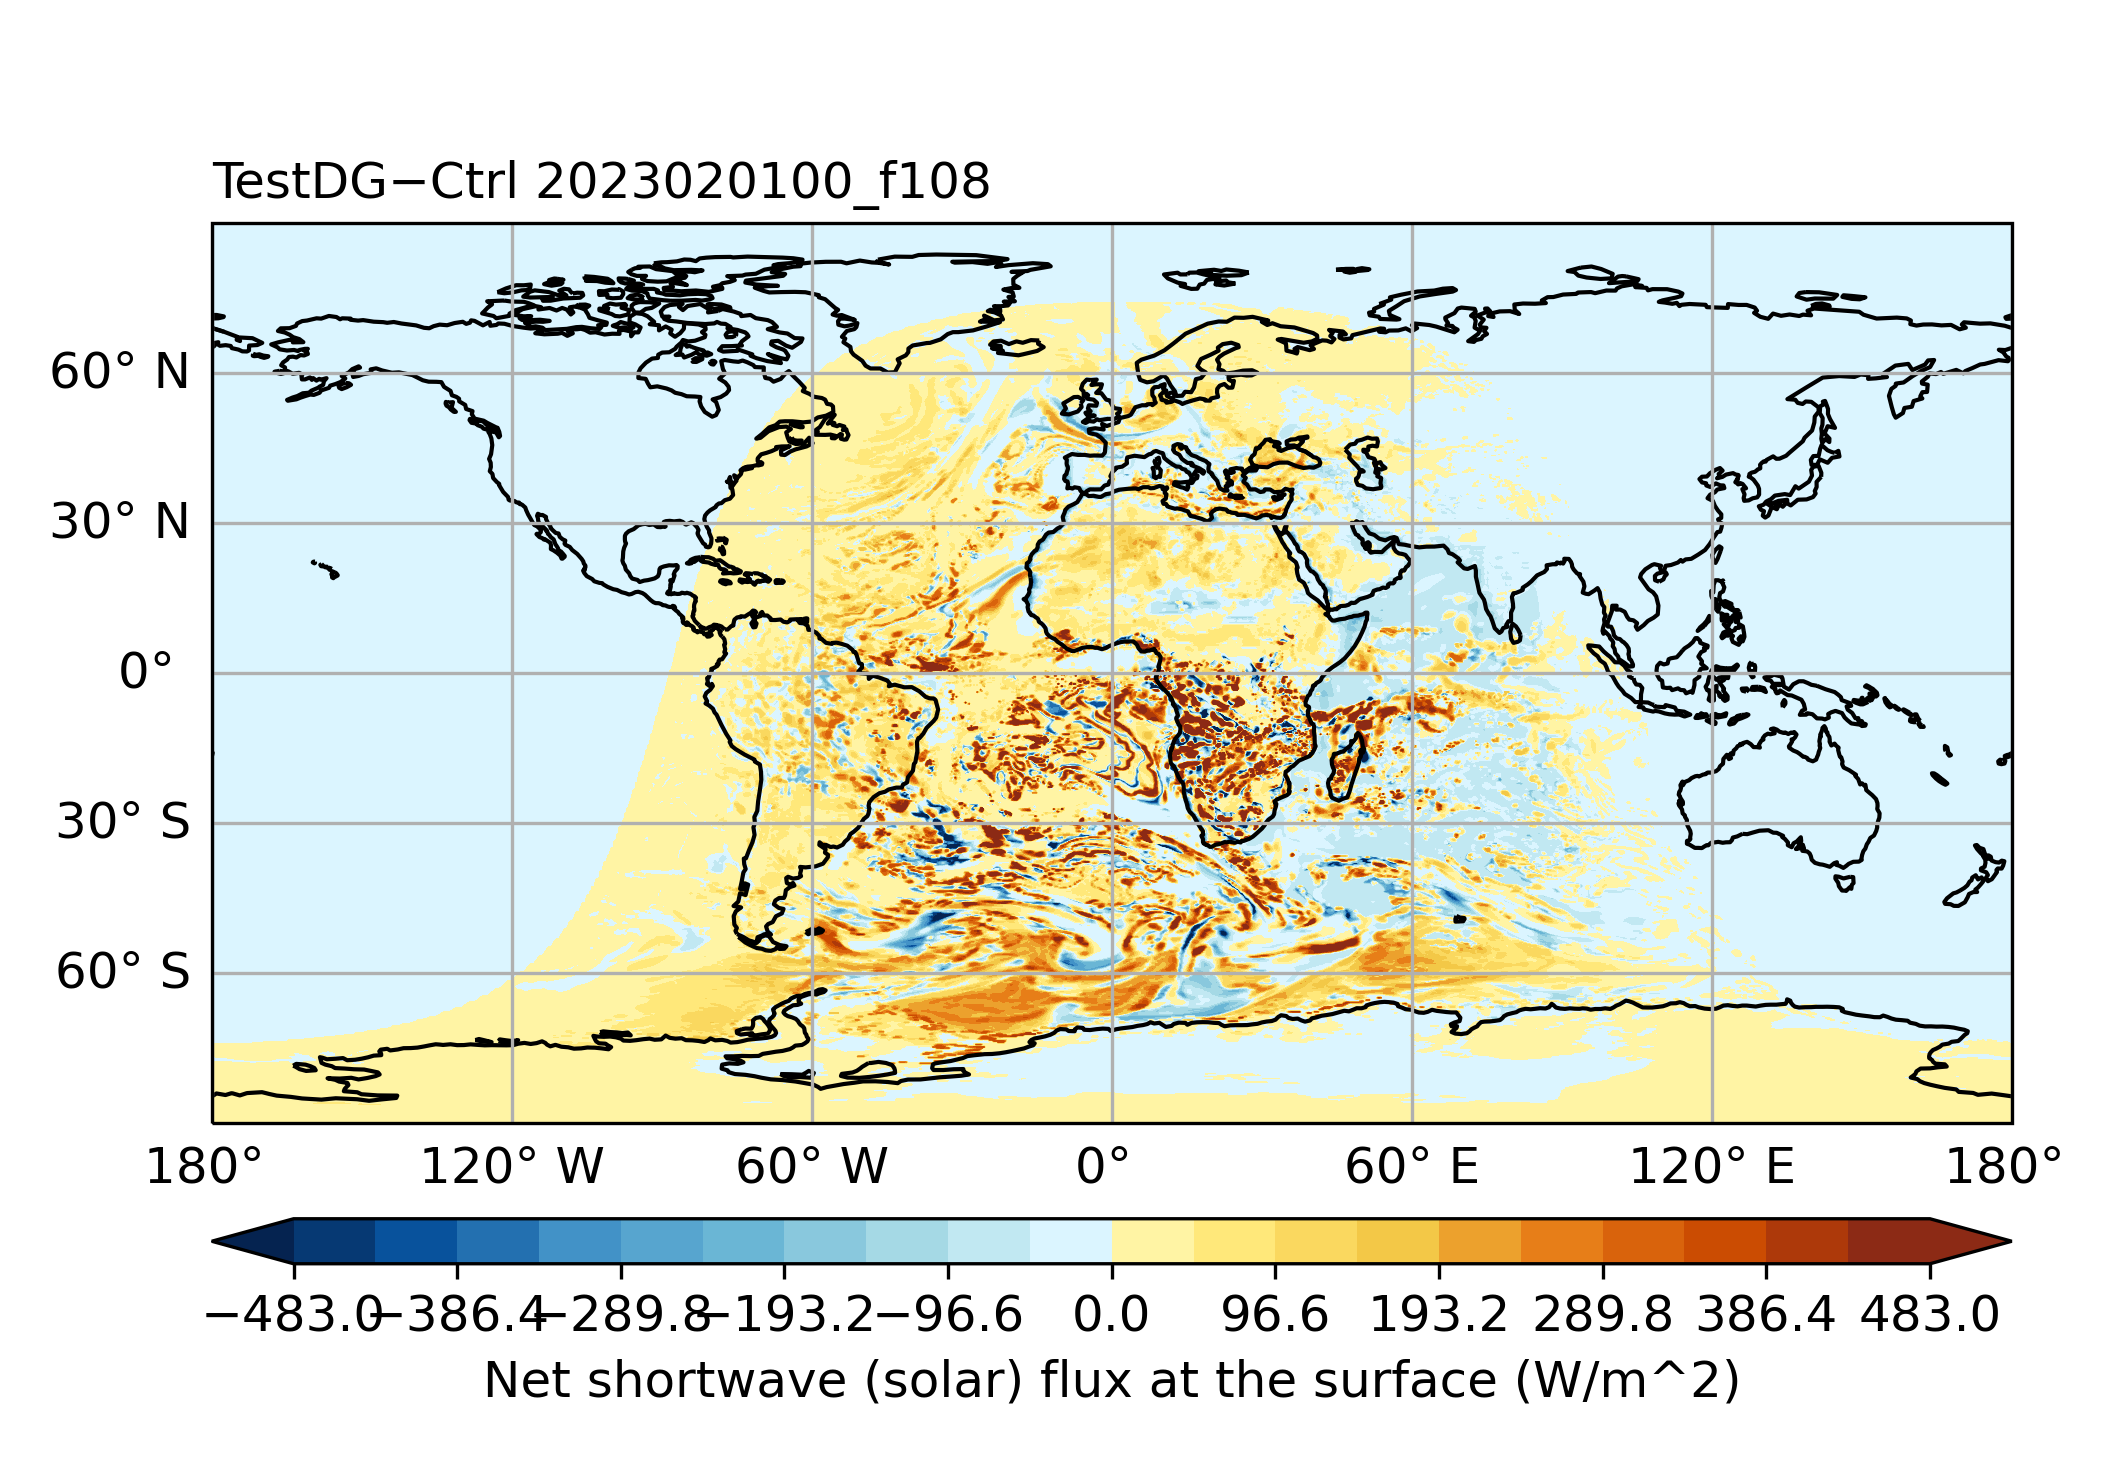 TestDG−Ctrl 2023020100_f108
60° N
30° N
0°
30° S
60° S
180° 120° W 60° W 0° 60° E 120° E 180°
−483.0 −386.4 −289.8 −193.2 −96.6 0.0 96.6 193.2 289.8 386.4 483.0
Net shortwave (solar) flux at the surface (W/m^2)